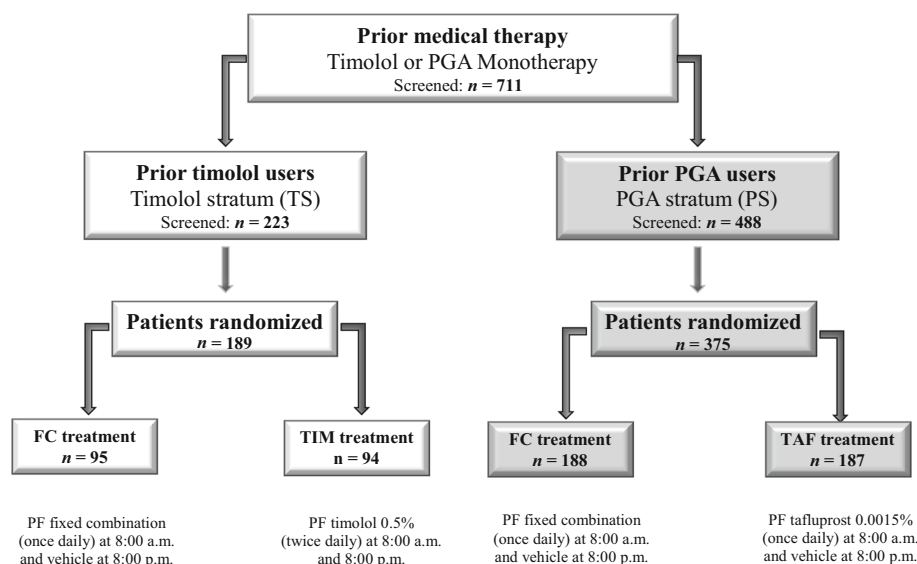 Prior medical therapy
Timolol or PGA Monotherapy
Screened: n = 711
Prior timolol users
Timolol stratum (TS)
Screened: n = 223
Prior PGA users
PGA stratum (PS)
Screened: n = 488
Patients randomized
n = 189
Patients randomized
n = 375
FC treatment
n = 95
TIM treatment
n = 94
FC treatment
n = 188
TAF treatment
n = 187
PF fixed combination
(once daily) at 8:00 a.m.
and vehicle at 8:00 p.m.
PF timolol 0.5%
(twice daily) at 8:00 a.m.
and 8:00 p.m.
PF fixed combination
(once daily) at 8:00 a.m.
and vehicle at 8:00 p.m.
PF tafluprost 0.0015%
(once daily) at 8:00 a.m.
and vehicle at 8:00 p.m.